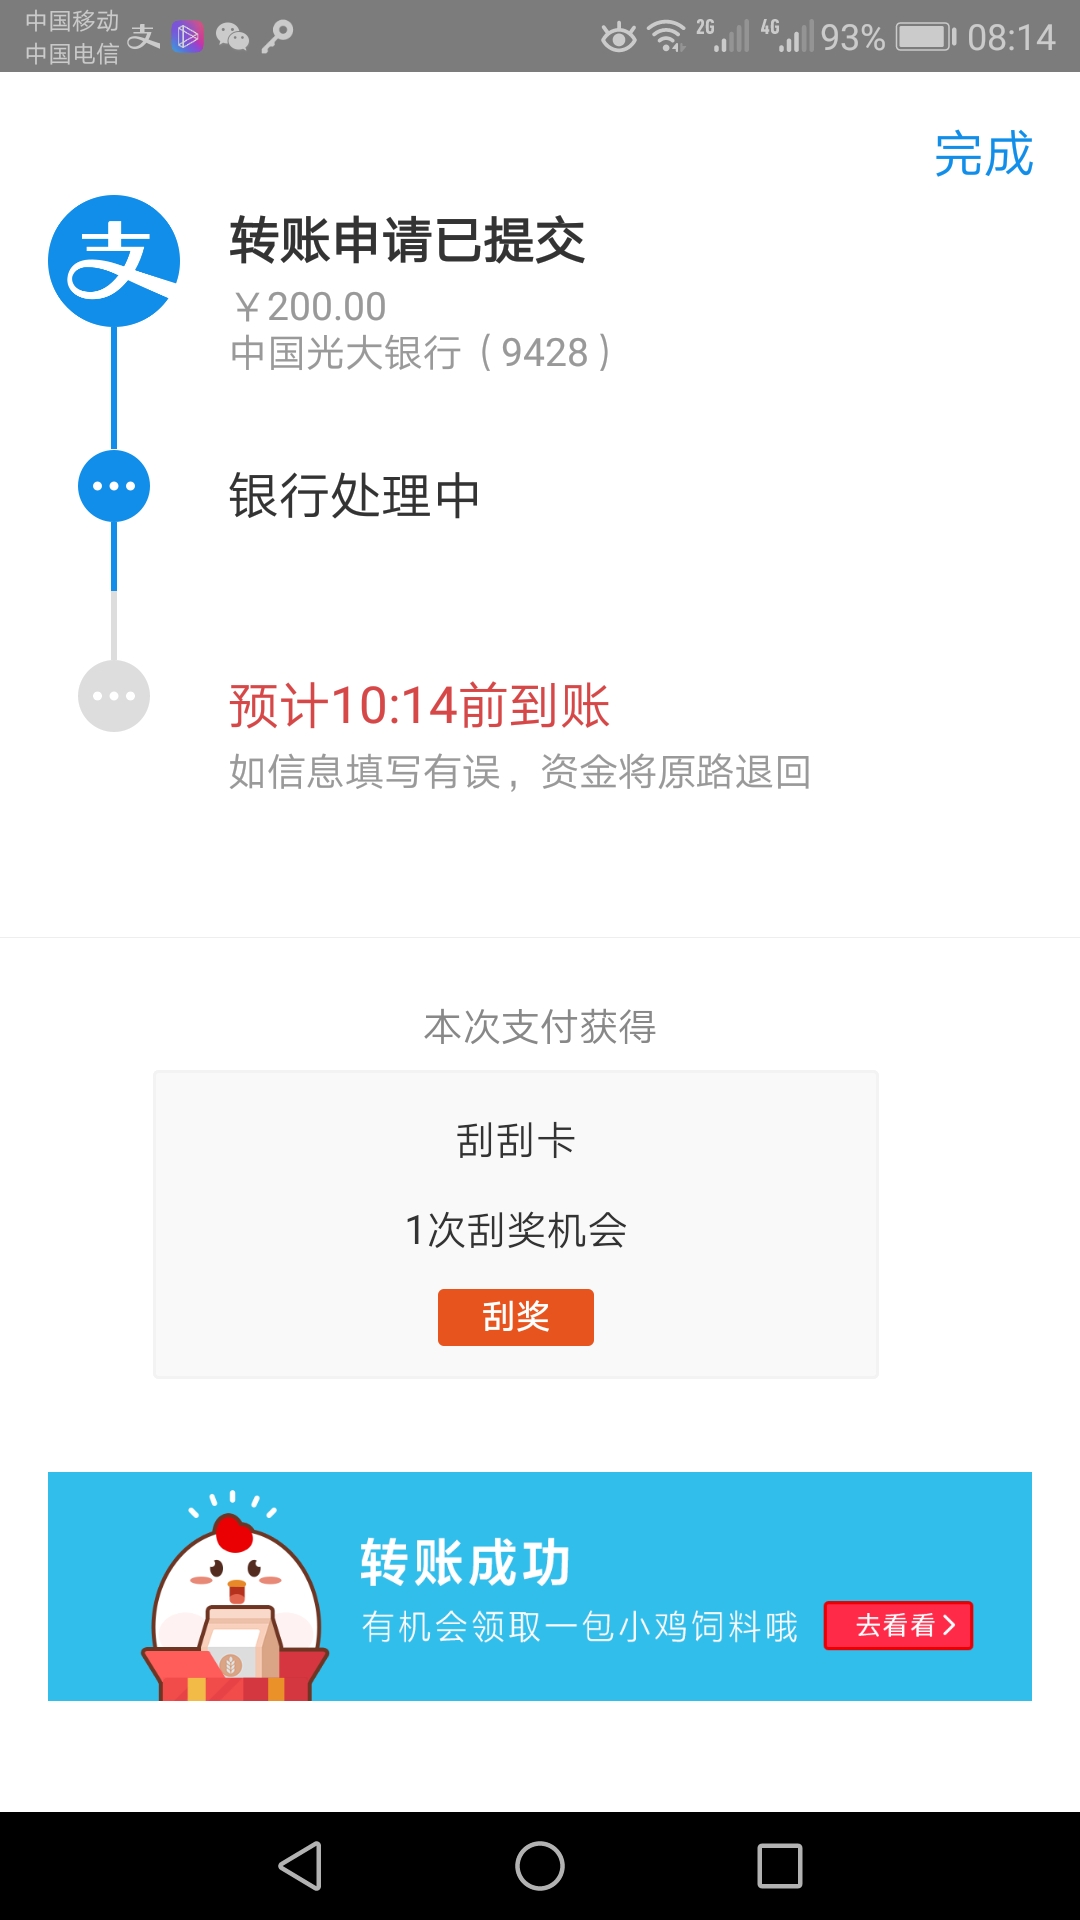 中国移动
中国电信
2G 4G 93% 08:14
完成
转账申请已提交
￥200.00
中国光大银行（9428）
银行处理中
预计10:14前到账
如信息填写有误，资金将原路退回
本次支付获得
刮刮卡
1次刮奖机会
刮奖
转账成功
有机会领取一包小鸡饲料哦
去看看